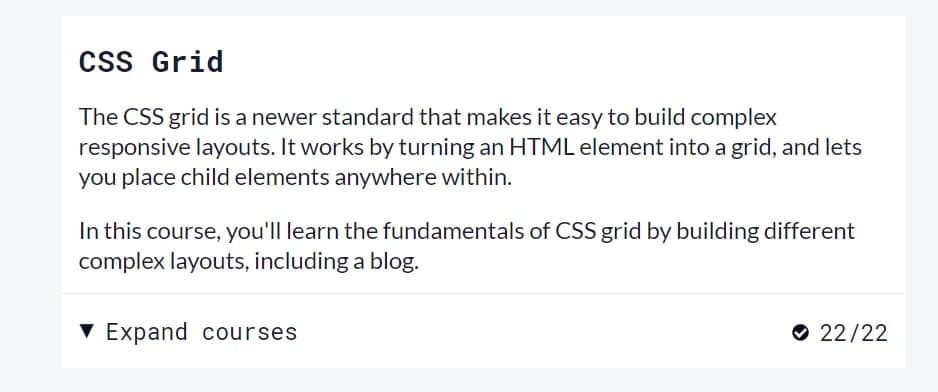 CSS Grid
The CSS grid is a newer standard that makes it easy to build complex
responsive layouts. It works by turning an HTML element into a grid, and lets
you place child elements anywhere within.
In this course, you'll learn the fundamentals of CSS grid by building different
complex layouts, including a blog.
Expand courses 22/22